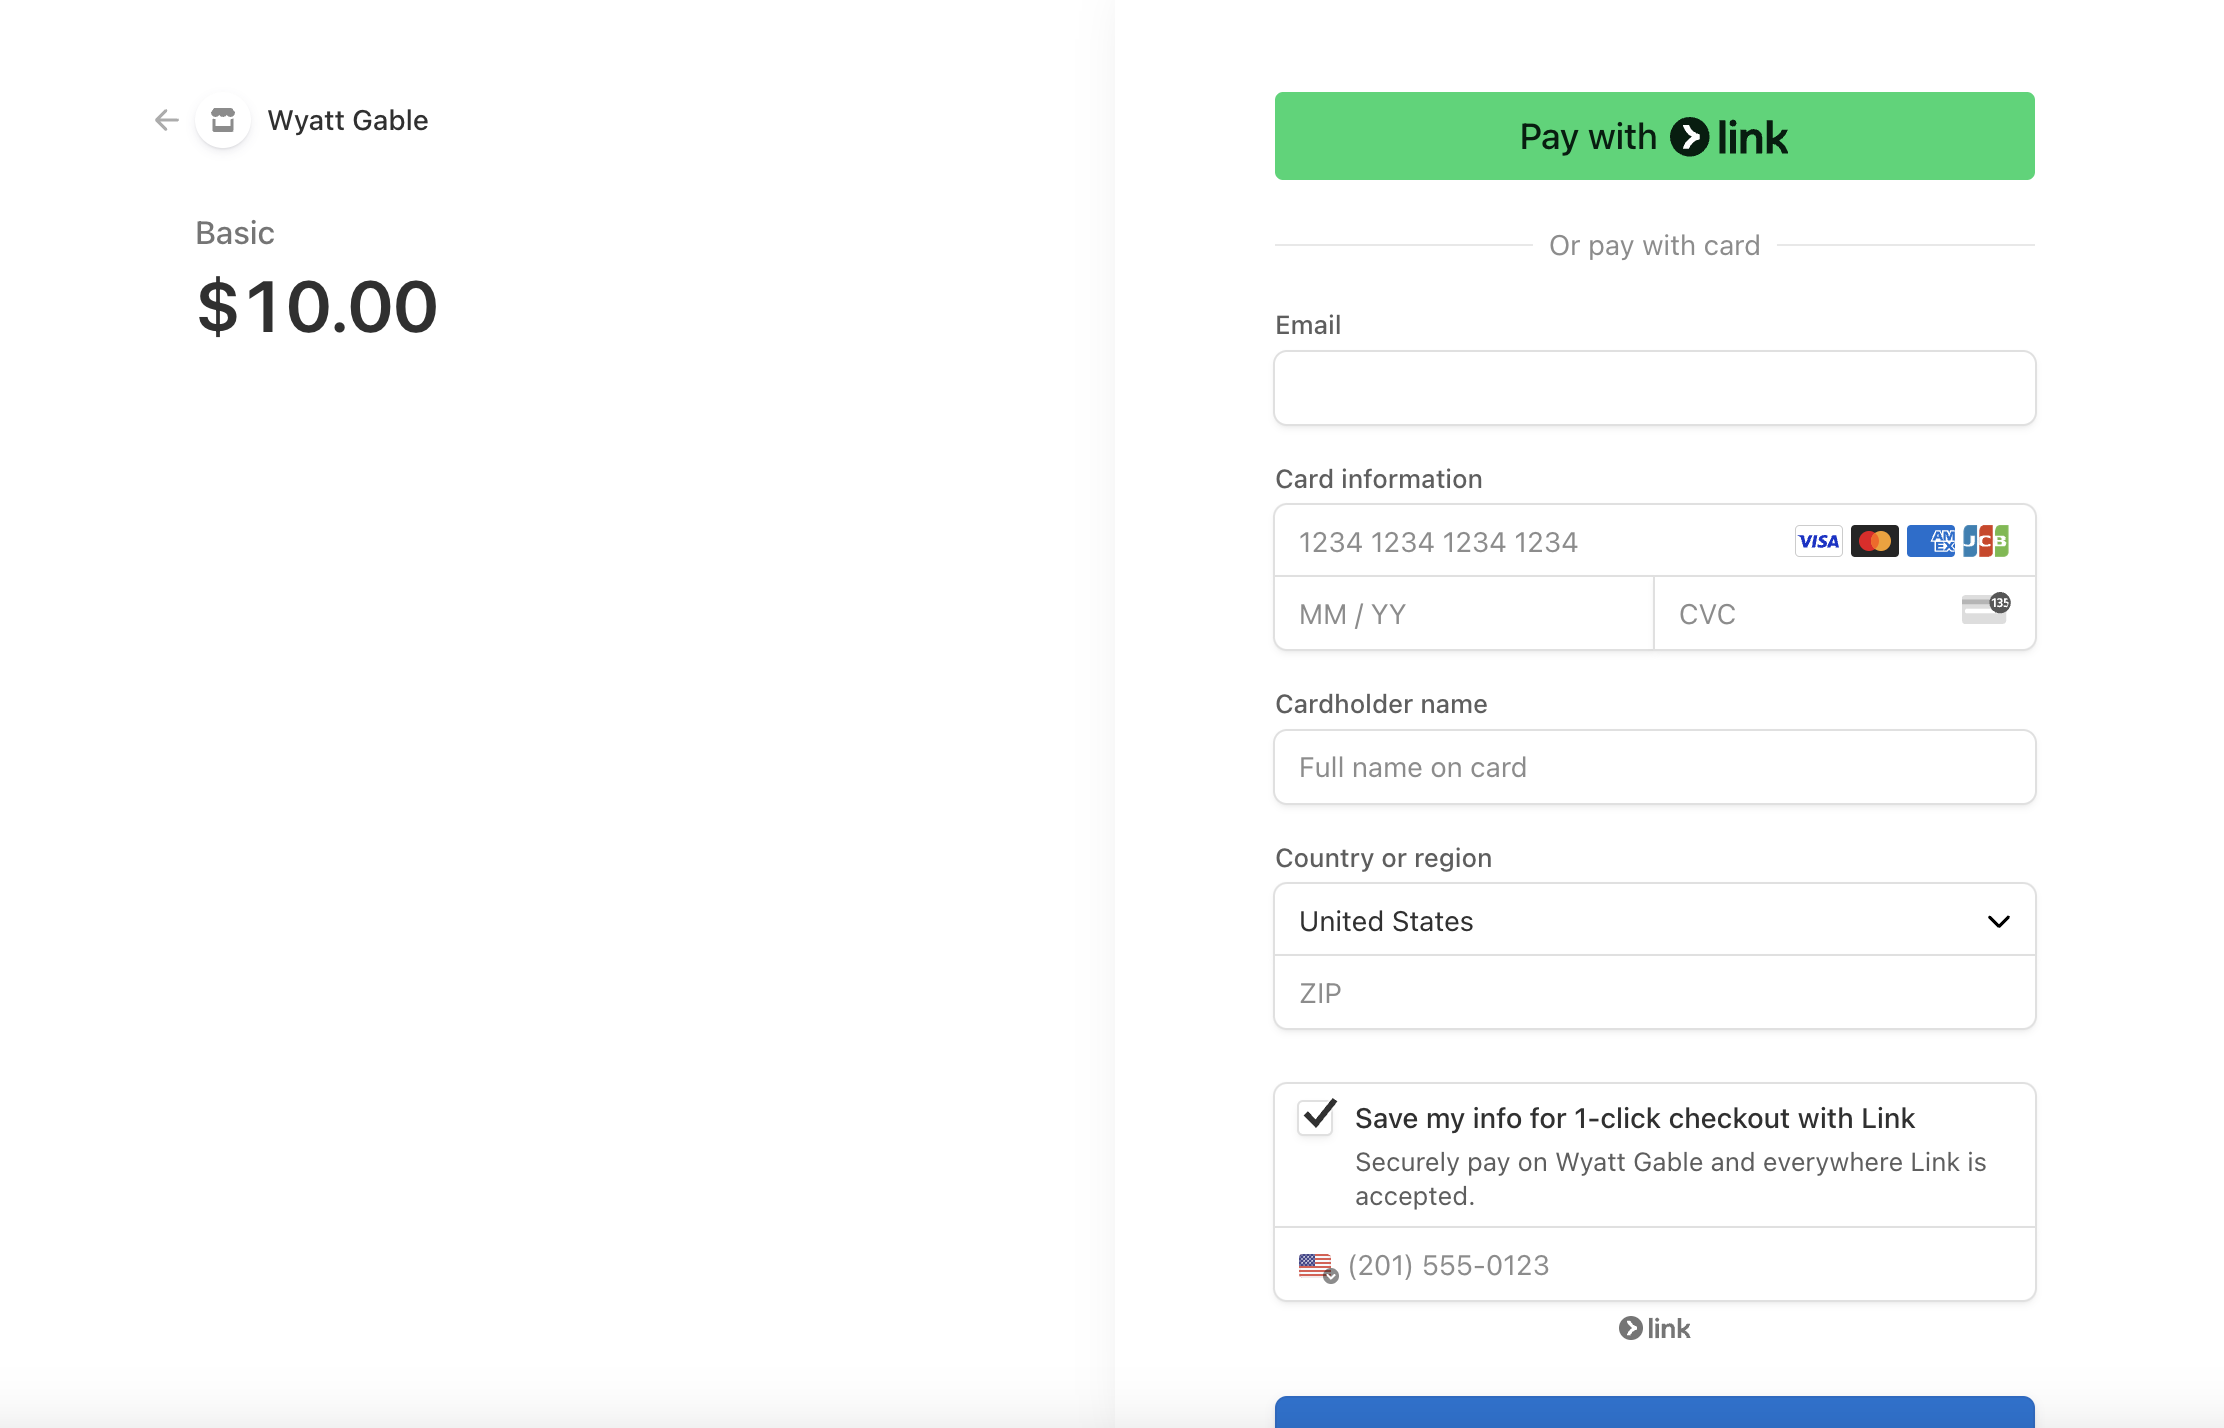 Wyatt Gable
Basic
$10.00
Pay with link
Or pay with card
Email
Card information
1234 1234 1234 1234
VISA
AM
EX
JCB
MM / YY
CVC
135
Cardholder name
Full name on card
Country or region
United States
ZIP
Save my info for 1-click checkout with Link
Securely pay on Wyatt Gable and everywhere Link is
accepted.
(201) 555-0123
link